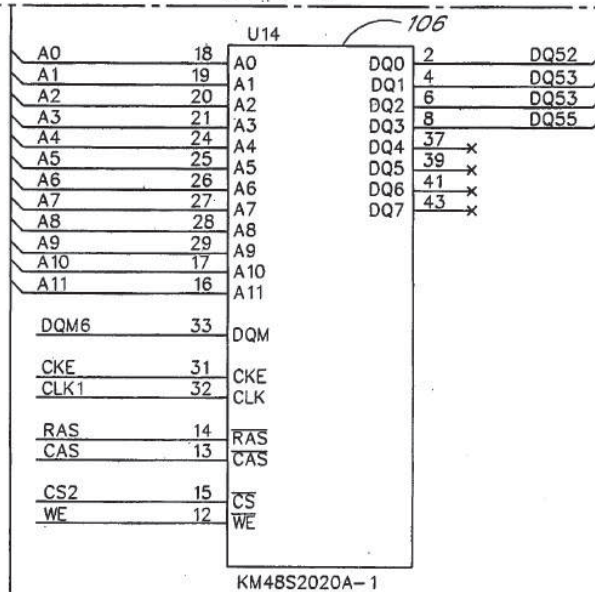 U14 106
A0 18 A0 DQ0 2 DQ52
A1 19 A1 DQ1 4 DQ53
A2 20 A2 DQ2 6 DQ53
A3 21 A3 DQ3 8 DQ55
A4 24 A4 DQ4 37
A5 25 A5 DQ5 39
A6 26 A6 DQ6 41
A7 27 A7 DQ7 43
A8 28 A8
A9 29 A9
A10 17 A10
A11 16 A11
DQM6 33 DQM
CKE 31 CKE
CLK1 32 CLK
RAS 14 RAS
CAS 13 CAS
CS2 15 CS
WE 12 WE
KM48S2020A-1